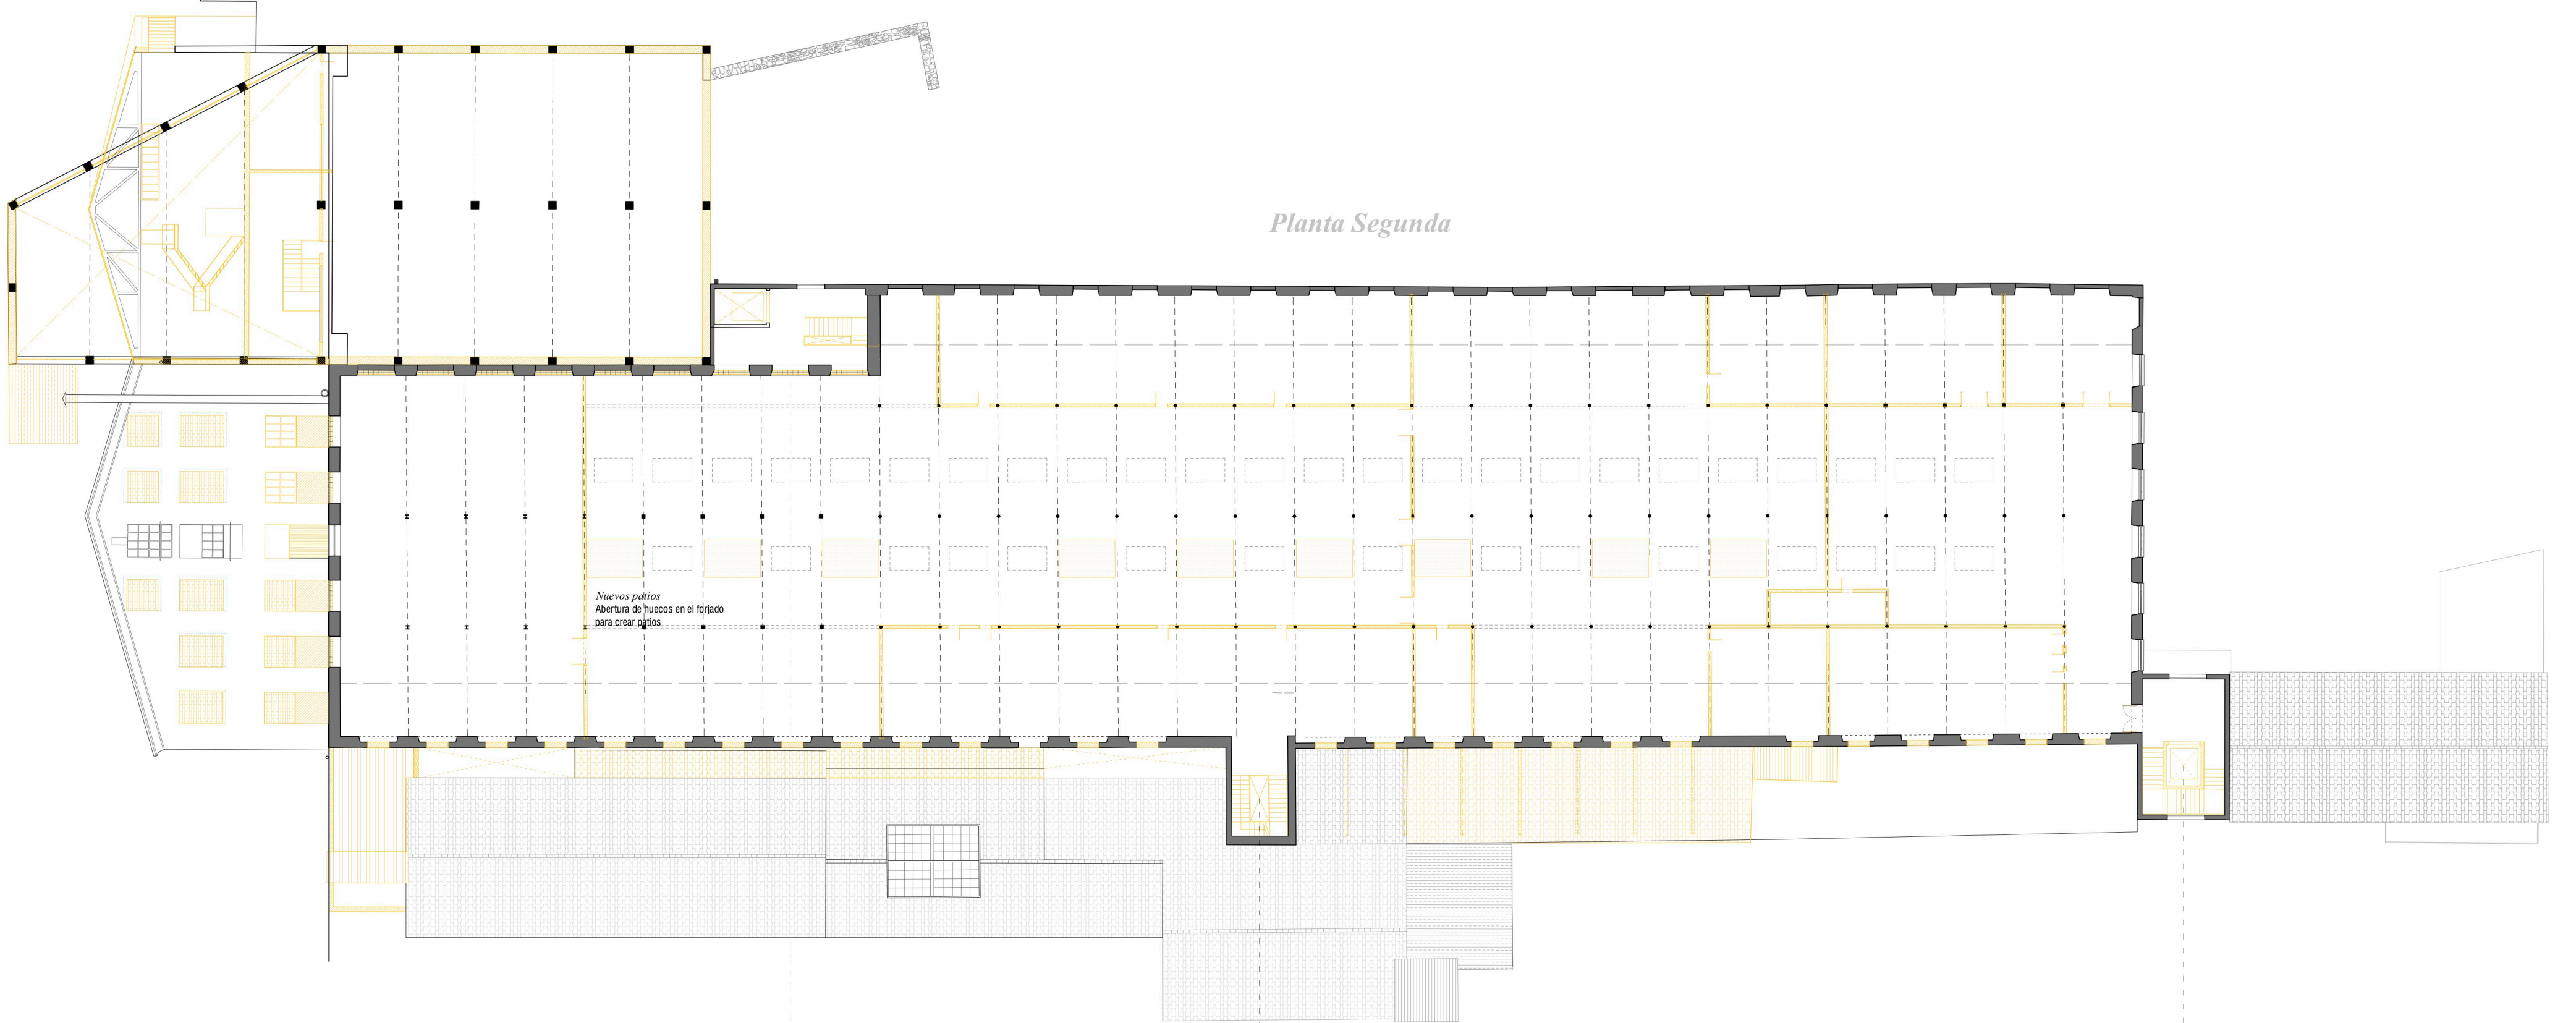 Planta Segunda
Nuevos patios
Abertura de huecos en el forjado
para crear patios